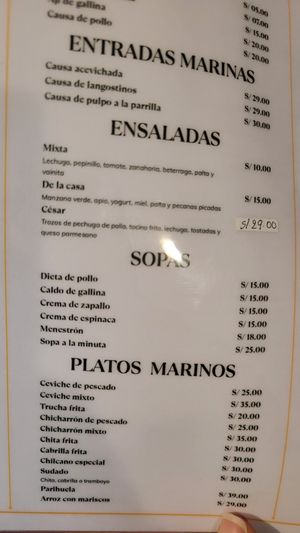 Ají de gallina S/ 05.00
Causa de pollo S/ 07.00
S/ 15.00
S/ 20.00
S/ 20.00
ENTRADAS MARINAS
Causa acevichada S/ 29.00
Causa de langostinos S/ 29.00
Causa de pulpo a la parrilla S/ 30.00
ENSALADAS
Mixta S/ 10.00
Lechuga, pepinillo, tomate, zanahoria, beterraga, palta y
vainita
De la casa S/ 15.00
Manzana verde, apio, yogurt, miel, palta y pecanas picadas
César S/ 29.00
Trozos de pechuga de pollo, tocino frito, lechuga, tostadas y
queso parmesano
SOPAS
Dieta de pollo S/ 15.00
Caldo de gallina S/ 15.00
Crema de zapallo S/ 15.00
Crema de espinaca S/ 15.00
Menestrón S/ 18.00
Sopa a la minuta S/ 25.00
PLATOS MARINOS
Ceviche de pescado S/ 25.00
Ceviche mixto S/ 35.00
Trucha frita S/ 20.00
Chicharrón de pescado S/ 25.00
Chicharrón mixto S/ 35.00
Chita frita S/ 30.00
Cabrilla frita S/ 30.00
Chilcano especial S/ 30.00
Sudado S/ 30.00
Chita, cabrilla o tramboyo
Parihuela S/ 39.00
Arroz con mariscos S/ 29.00